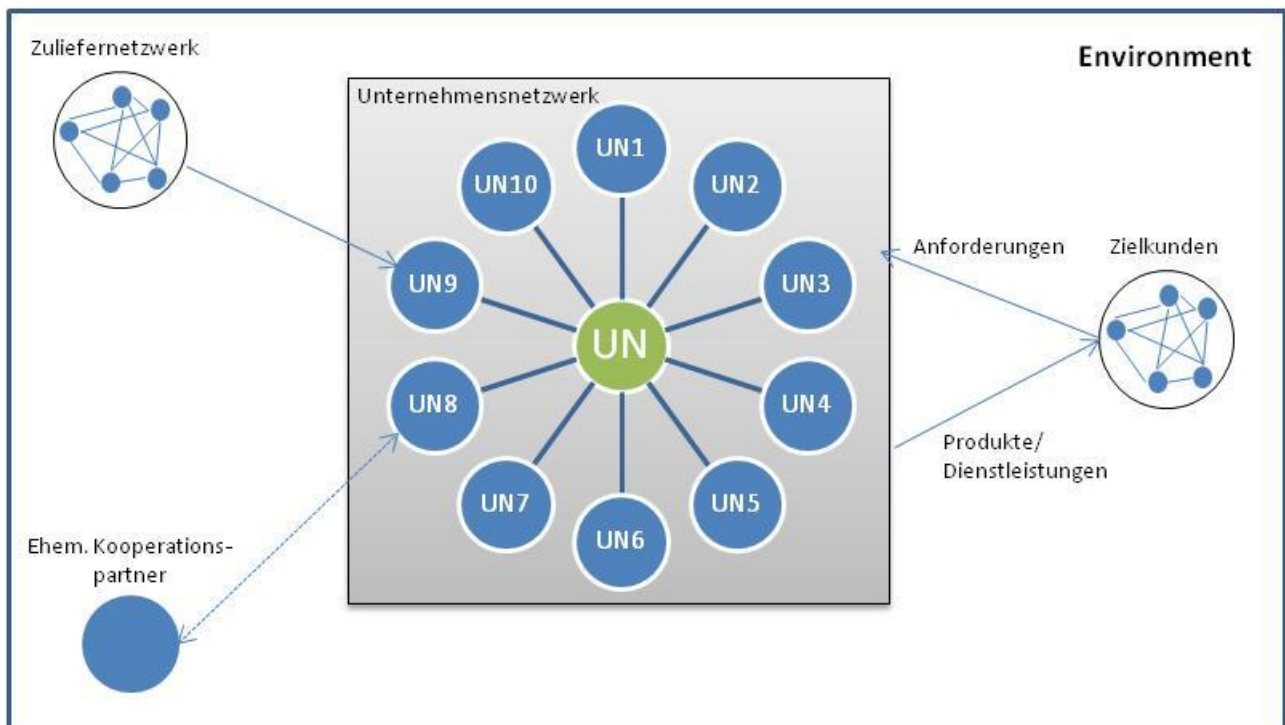 Zuliefernetzwerk
Environment
Unternehmensnetzwerk
UN1
UN10
UN2
UN9
UN3
UN
UN8
UN4
UN7
UN5
UN6
Anforderungen
Zielkunden
Produkte/
Dienstleistungen
Ehem. Kooperations-
partner